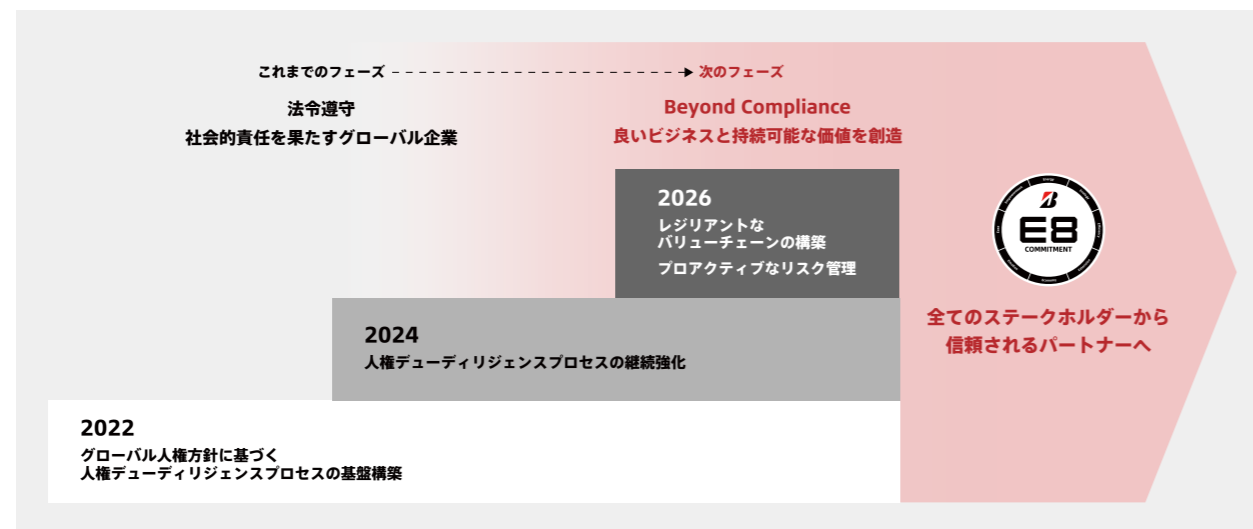 これまでのフェーズ
次のフェーズ
法令遵守
社会的責任を果たすグローバル企業
Beyond Compliance
良いビジネスと持続可能な価値を創造
2026
レジリアントな
バリューチェーンの構築
プロアクティブなリスク管理
E8
COMMITMENT
全てのステークホルダーから
信頼されるパートナーへ
2024
人権デューディリジェンスプロセスの継続強化
2022
グローバル人権方針に基づく
人権デューディリジェンスプロセスの基盤構築